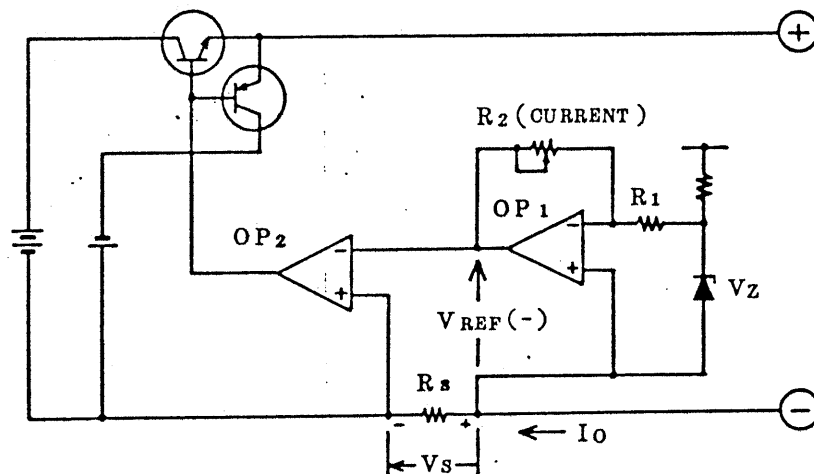 +
R2 (CURRENT)
OP1
R1
OP2
-
-
+
+
VZ
VREF (-)
Rs
-
+
-
IO
VS